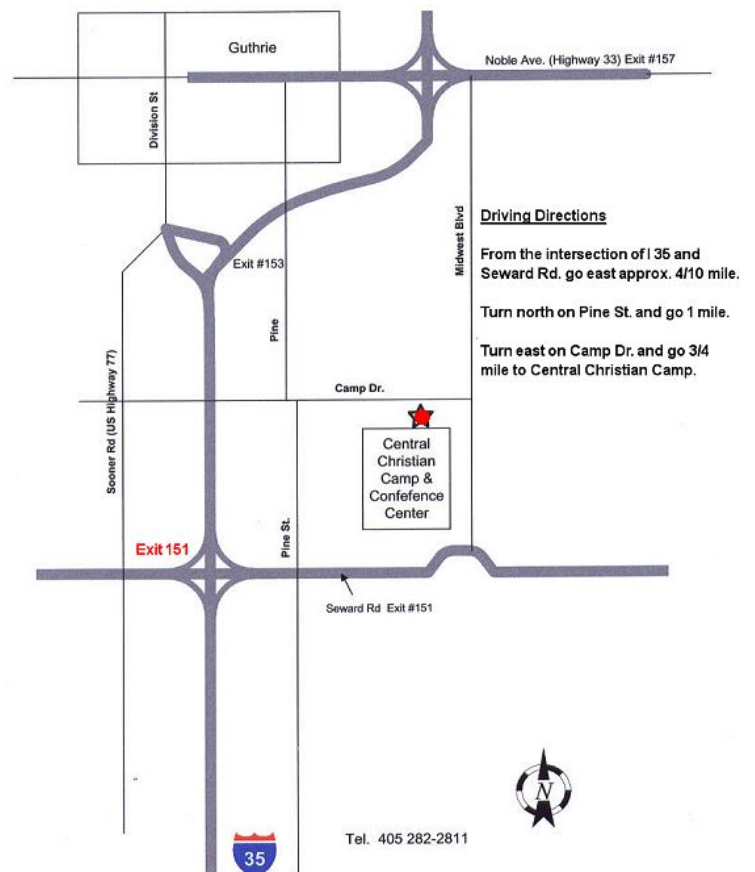 Guthrie
Noble Ave. (Highway 33) Exit #157
Division St
Midwest Blvd
Driving Directions
From the intersection of I 35 and
Seward Rd. go east approx. 4/10 mile.
Turn north on Pine St. and go 1 mile.
Turn east on Camp Dr. and go 3/4
mile to Central Christian Camp.
Exit #153
Pine
Sooner Rd (US Highway 77)
Camp Dr.
Central
Christian
Camp &
Confefence
Center
Exit 151
Pine St.
Seward Rd Exit #151
N
Tel. 405 282-2811
35